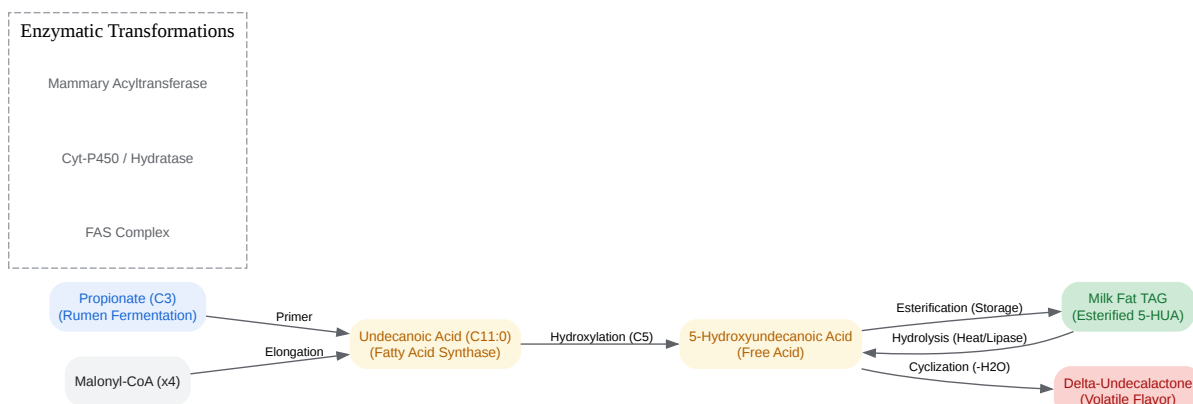 Enzymatic Transformations
Mammary Acyltransferase
Cyt-P450 / Hydratase
FAS Complex
Propionate (C3)
(Rumen Fermentation)
Primer
Malonyl-CoA (x4)
Elongation
Undecanoic Acid (C11:0)
(Fatty Acid Synthase)
Hydroxylation (C5)
5-Hydroxyundecanoic Acid
(Free Acid)
Esterification (Storage)
Hydrolysis (Heat/Lipase)
Cyclization (-H2O)
Milk Fat TAG
(Esterified 5-HUA)
Delta-Undecalactone
(Volatile Flavor)